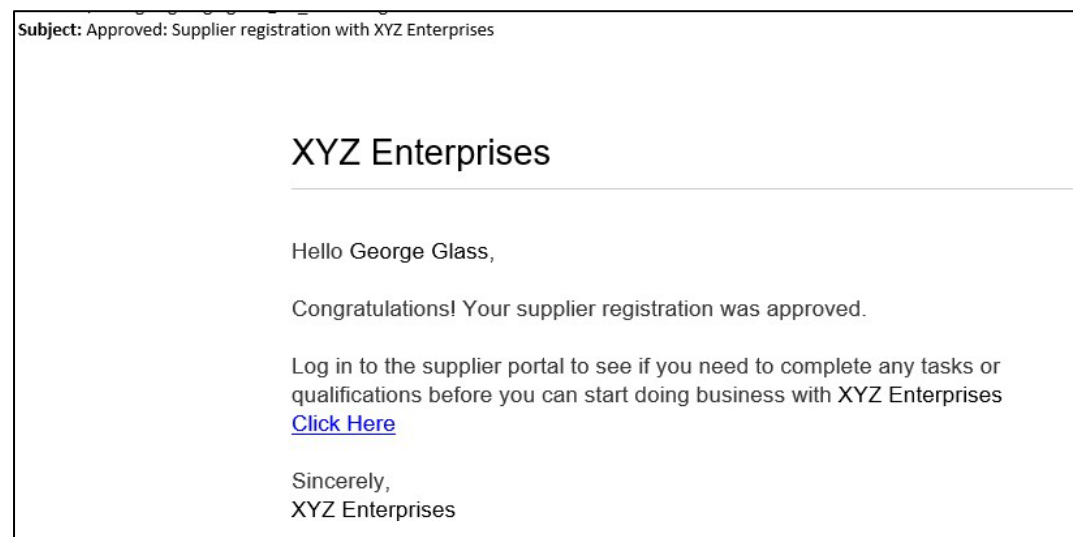 Subject: Approved: Supplier registration with XYZ Enterprises
XYZ Enterprises
Hello George Glass,
Congratulations! Your supplier registration was approved.
Log in to the supplier portal to see if you need to complete any tasks or
qualifications before you can start doing business with XYZ Enterprises
Click Here
Sincerely,
XYZ Enterprises